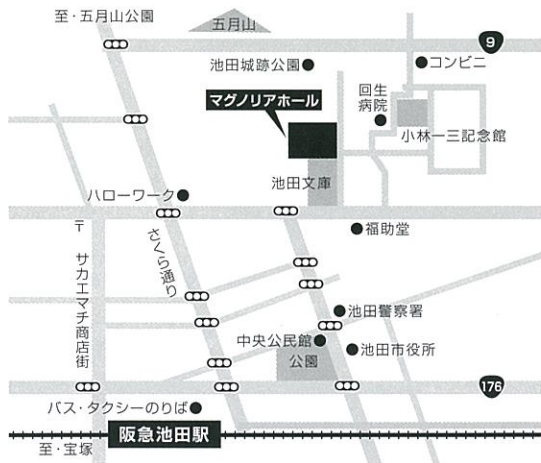 至・五月山公園
五月山
9
池田城跡公園
コンビニ
マグノリアホール
回生
病院
小林一三記念館
池田文庫
ハローワーク
〒
福助堂
サカエマチ商店街
さくら通り
池田警察署
中央公民館
公園
池田市役所
176
バス・タクシーのりば
阪急池田駅
至・宝塚